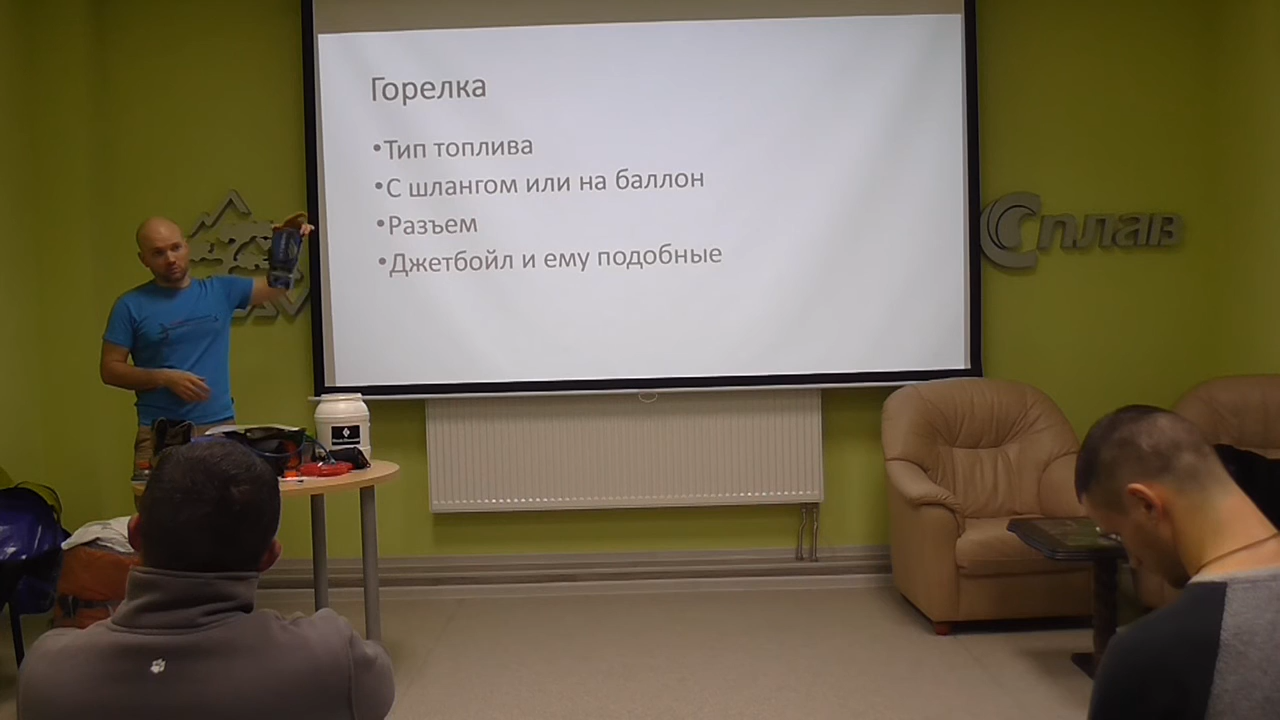 Горелка
•Тип топлива
•С шлангом или на баллон
•Разъем
•Джетбойл и ему подобные
Сплав